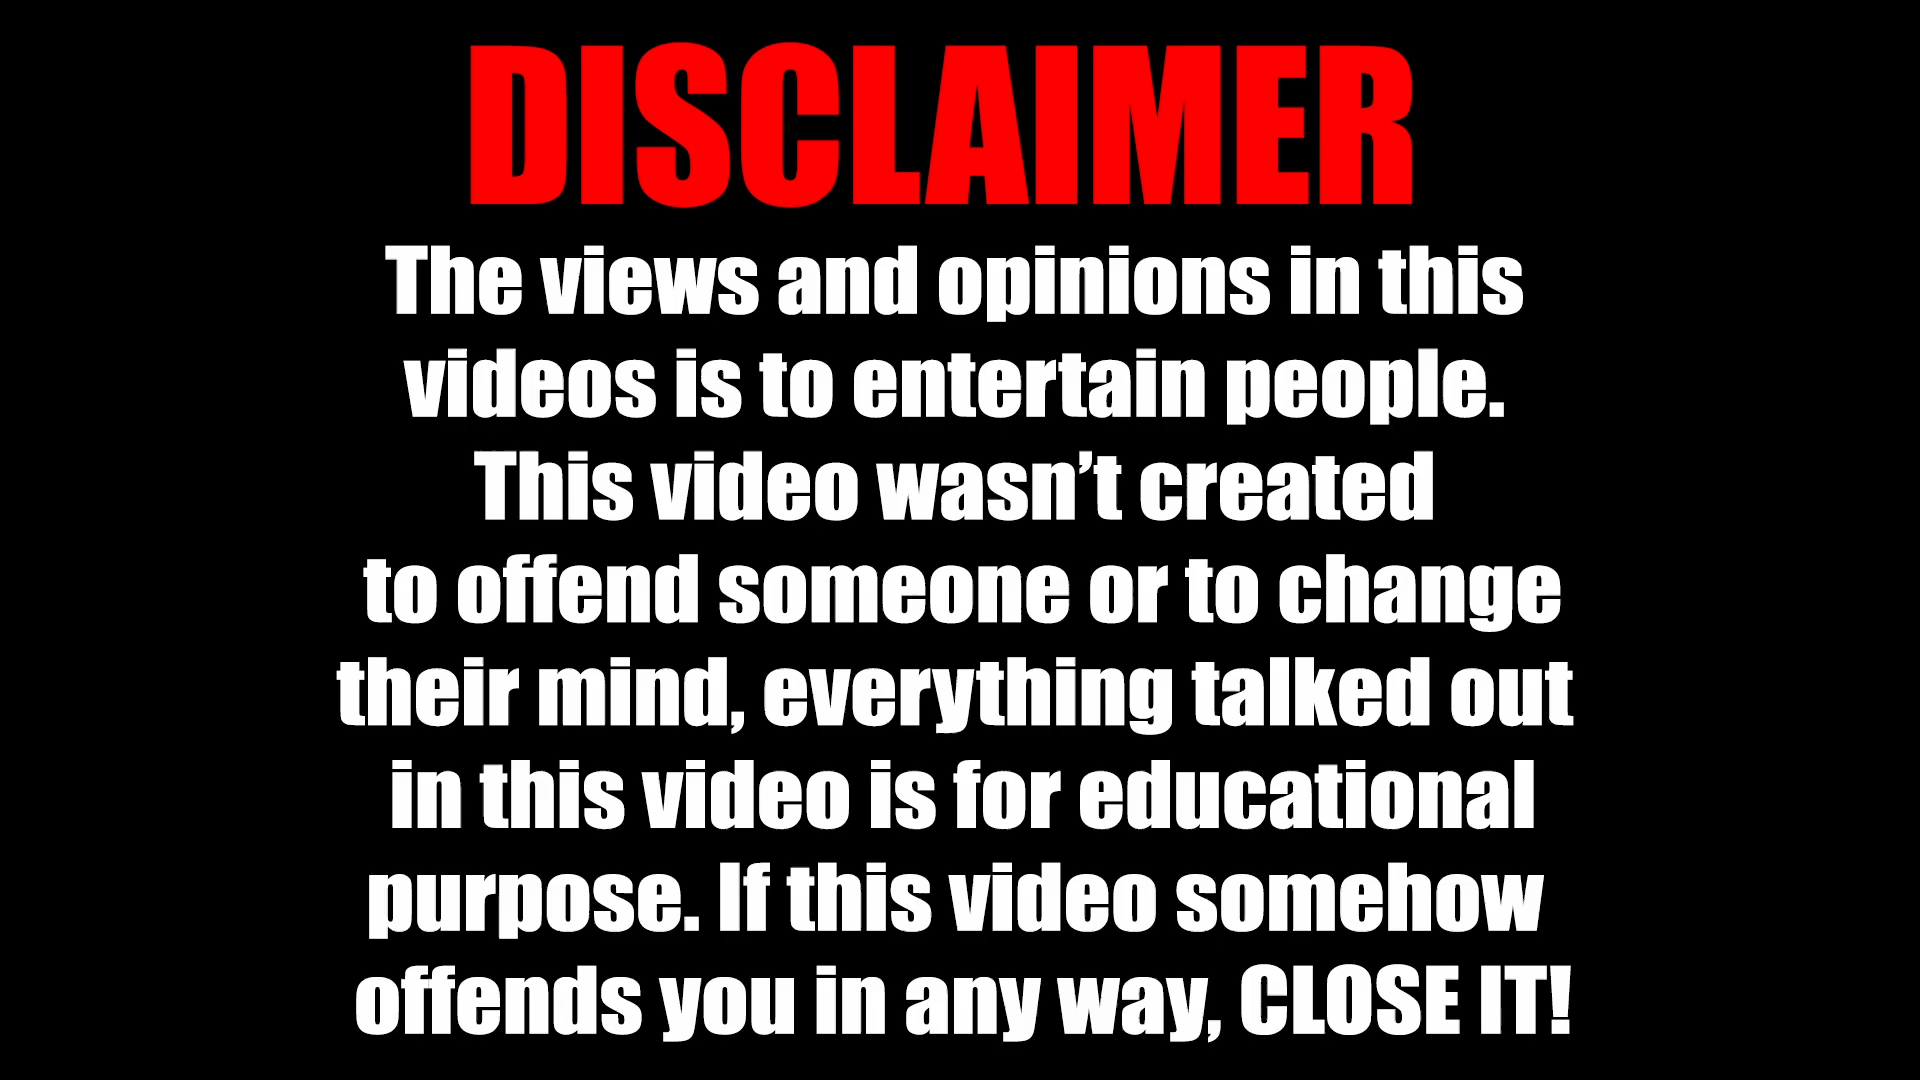 DISCLAIMER
The views and opinions in this
videos is to entertain people.
This video wasn’t created
to offend someone or to change
their mind, everything talked out
in this video is for educational
purpose. If this video somehow
offends you in any way, CLOSE IT!